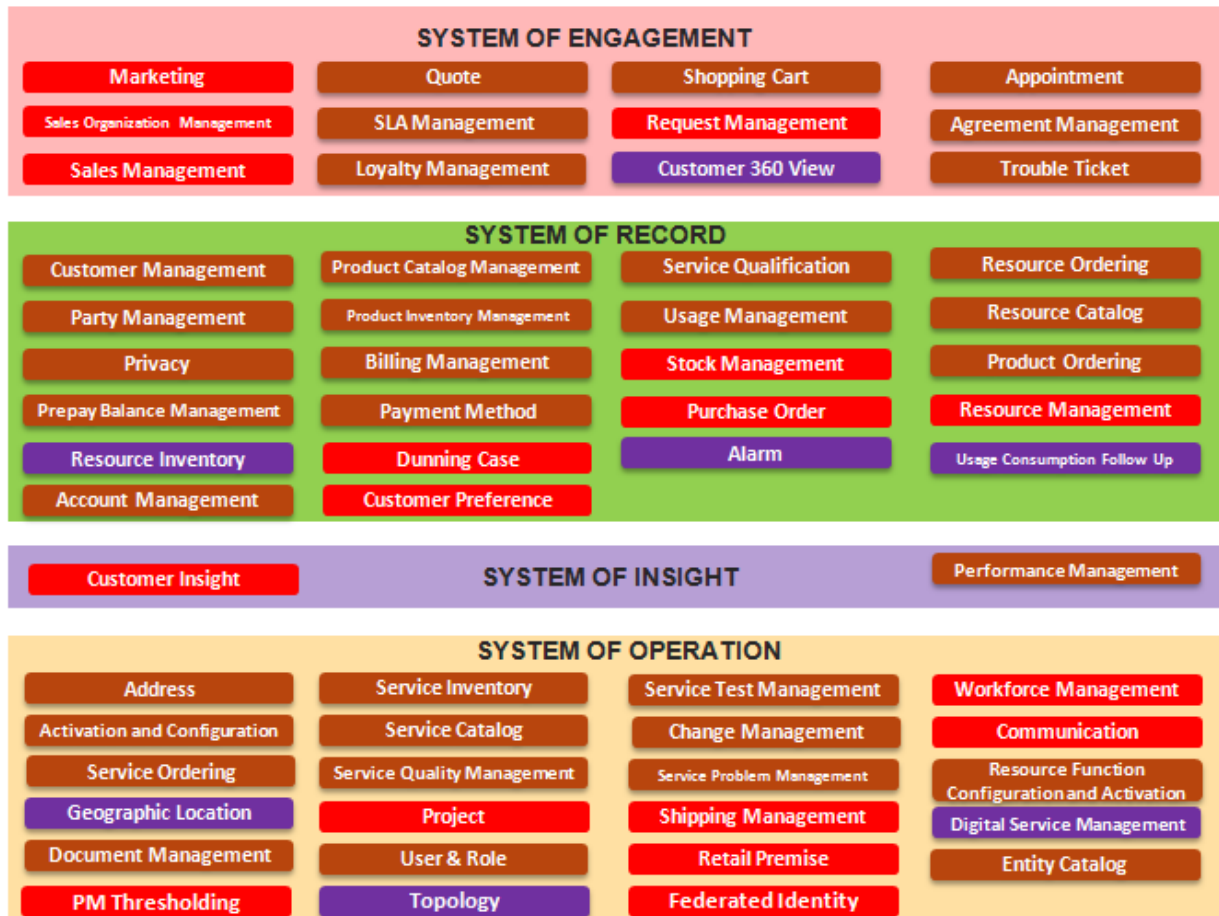 SYSTEM OF ENGAGEMENT
Marketing
Quote
Shopping Cart
Appointment
Sales Organization Management
SLA Management
Request Management
Agreement Management
Sales Management
Loyalty Management
Customer 360 View
Trouble Ticket
SYSTEM OF RECORD
Customer Management
Product Catalog Management
Service Qualification
Resource Ordering
Party Management
Product Inventory Management
Usage Management
Resource Catalog
Privacy
Billing Management
Stock Management
Product Ordering
Prepay Balance Management
Payment Method
Purchase Order
Resource Management
Resource Inventory
Dunning Case
Alarm
Usage Consumption Follow Up
Account Management
Customer Preference
Customer Insight
SYSTEM OF INSIGHT
Performance Management
SYSTEM OF OPERATION
Address
Service Inventory
Service Test Management
Workforce Management
Activation and Configuration
Service Catalog
Change Management
Communication
Service Ordering
Service Quality Management
Service Problem Management
Resource Function
Configuration and Activation
Geographic Location
Project
Shipping Management
Digital Service Management
Document Management
User & Role
Retail Premise
Entity Catalog
PM Thresholding
Topology
Federated Identity